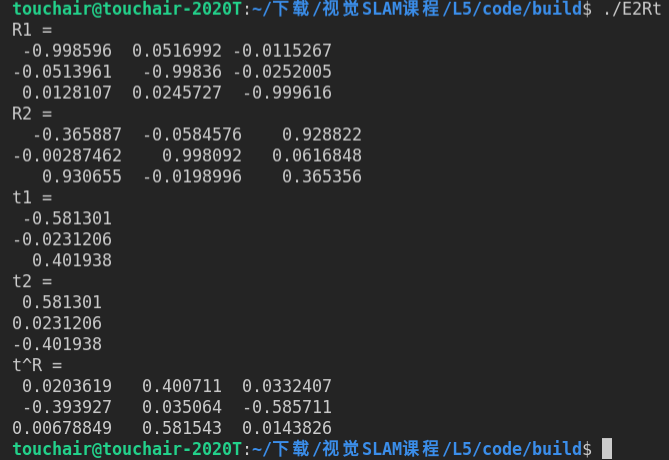 touchair@touchair-2020T:~/下载/视觉SLAM课程/L5/code/build$ ./E2Rt
R1 =
-0.998596 0.0516992 -0.0115267
-0.0513961 -0.99836 -0.0252005
0.0128107 0.0245727 -0.999616
R2 =
-0.365887 -0.0584576 0.928822
-0.00287462 0.998092 0.0616848
0.930655 -0.0198996 0.365356
t1 =
-0.581301
-0.0231206
0.401938
t2 =
0.581301
0.0231206
-0.401938
t^R =
0.0203619 0.400711 0.0332407
-0.393927 0.035064 -0.585711
0.00678849 0.581543 0.0143826
touchair@touchair-2020T:~/下载/视觉SLAM课程/L5/code/build$